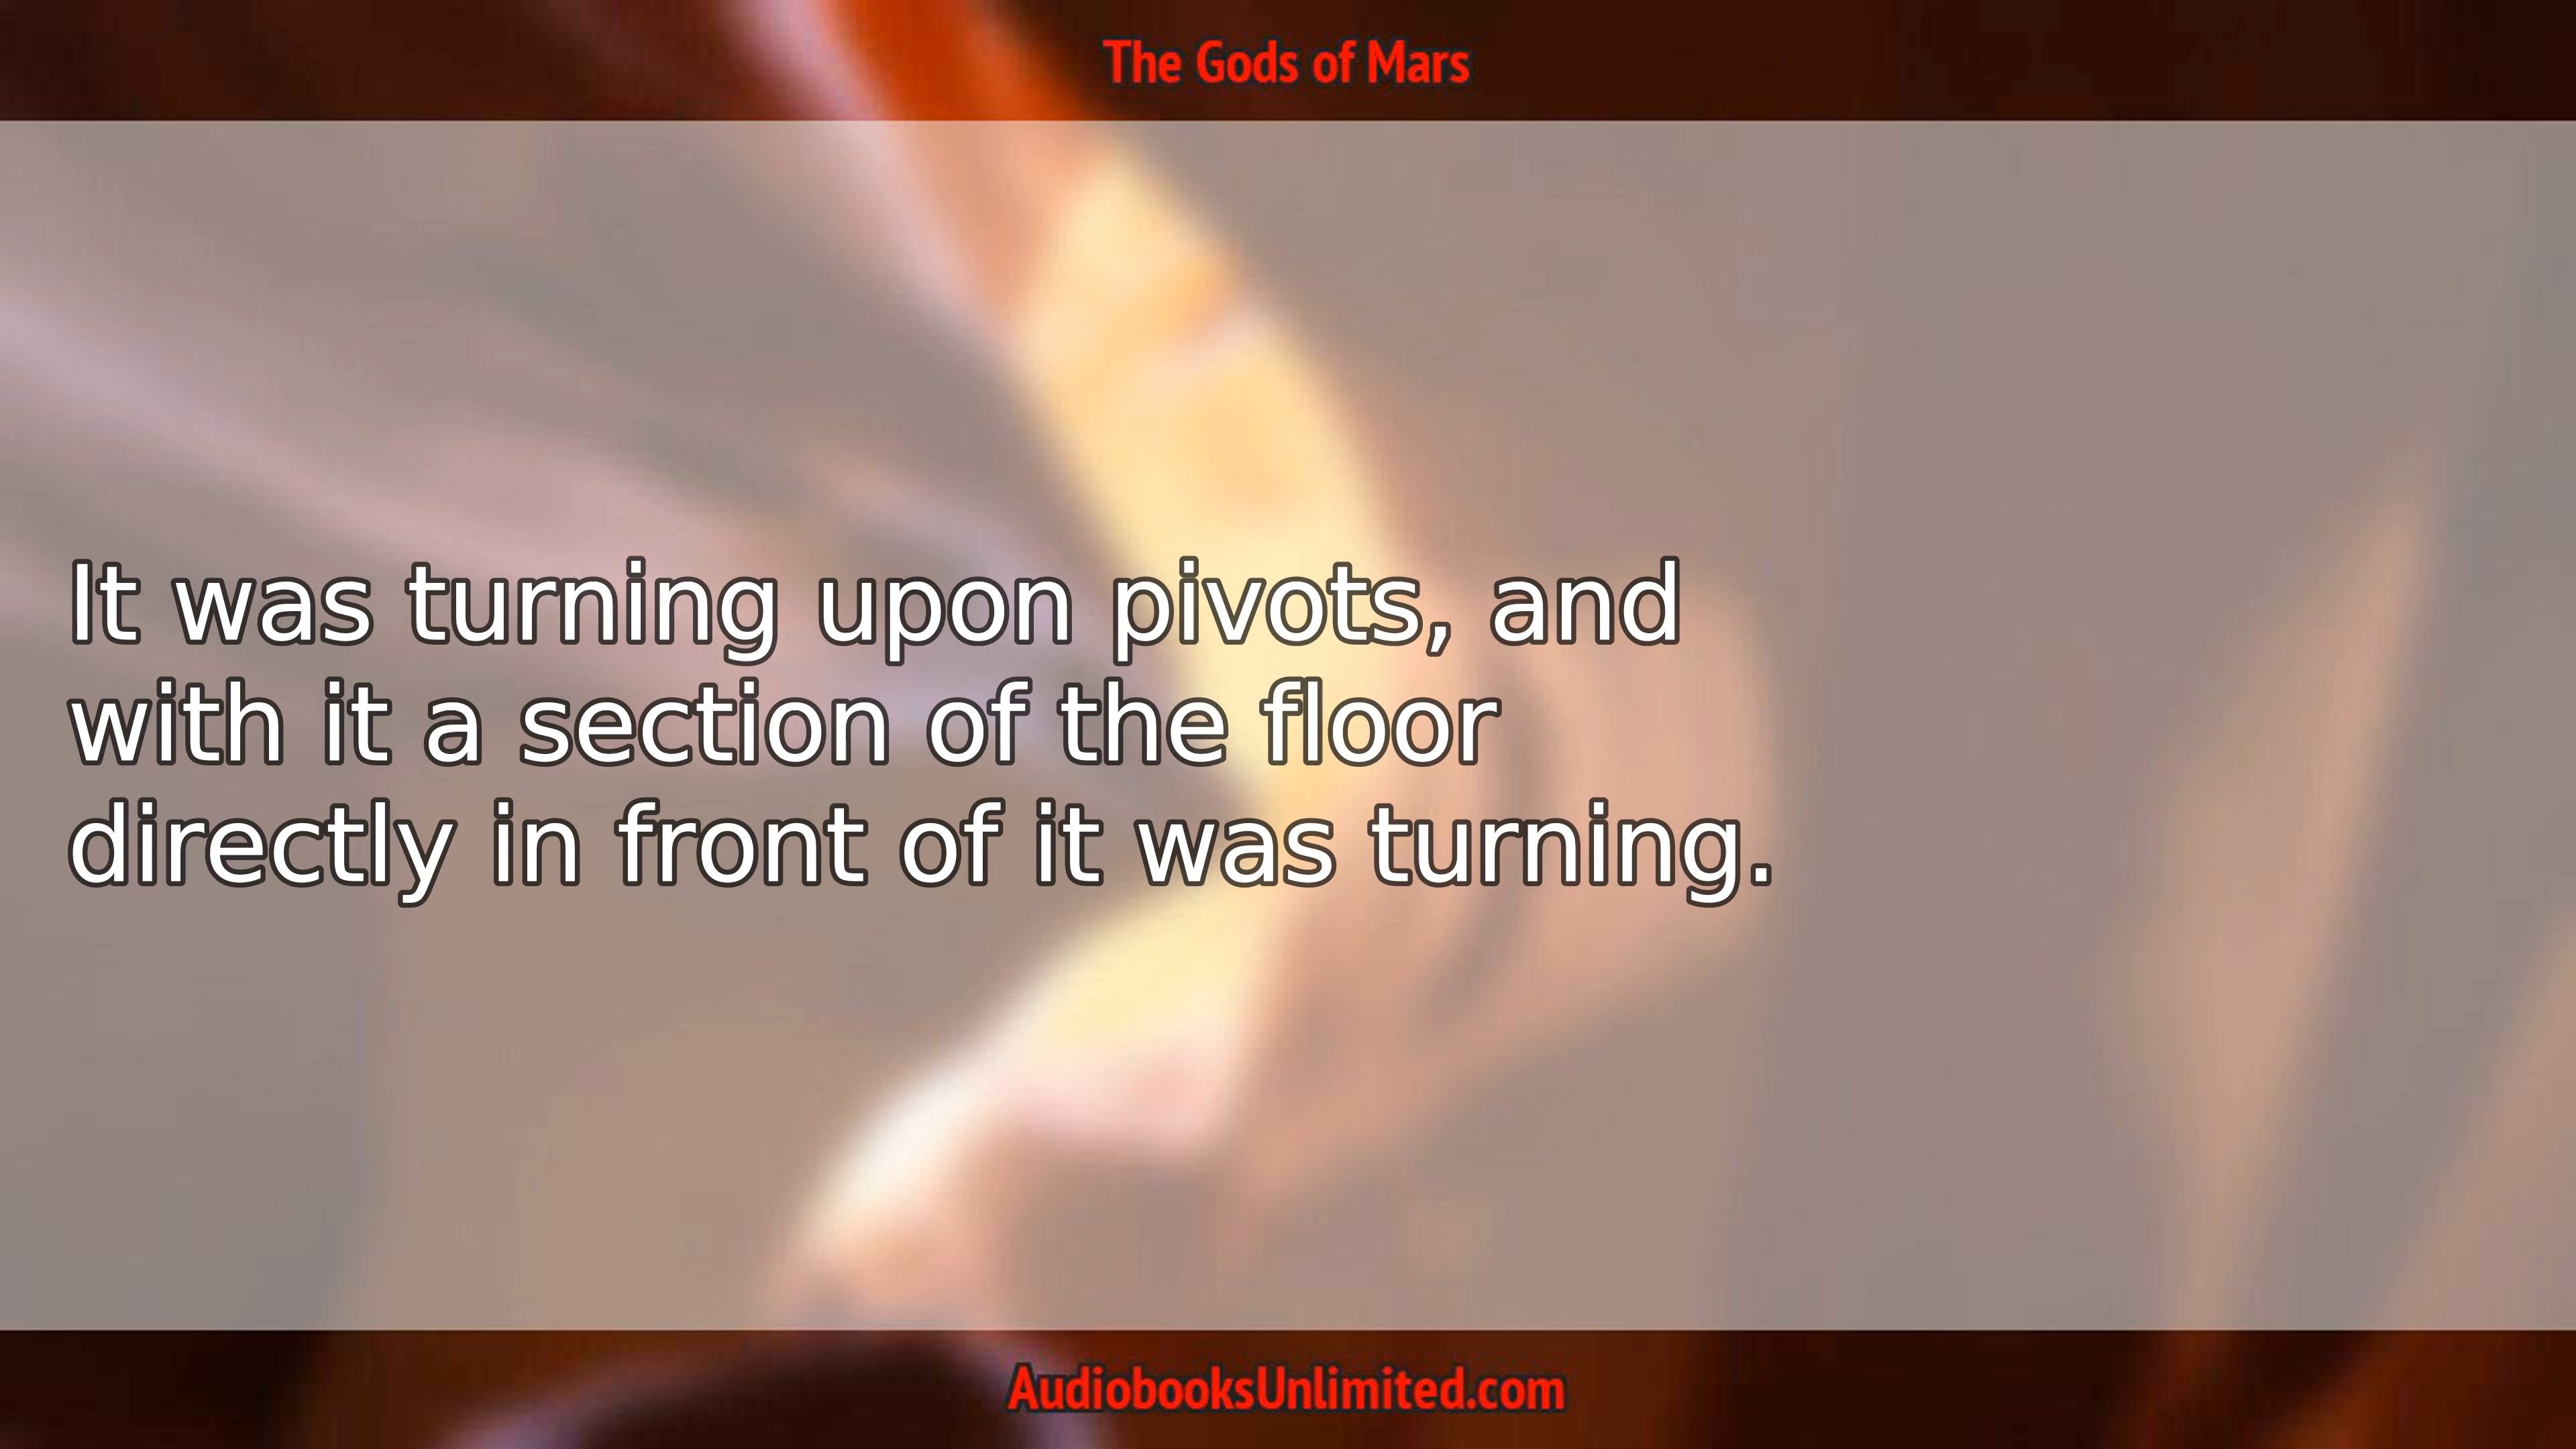 The Gods of Mars
It was turning upon pivots, and
with it a section of the floor
directly in front of it was turning.
AudiobooksUnlimited.com